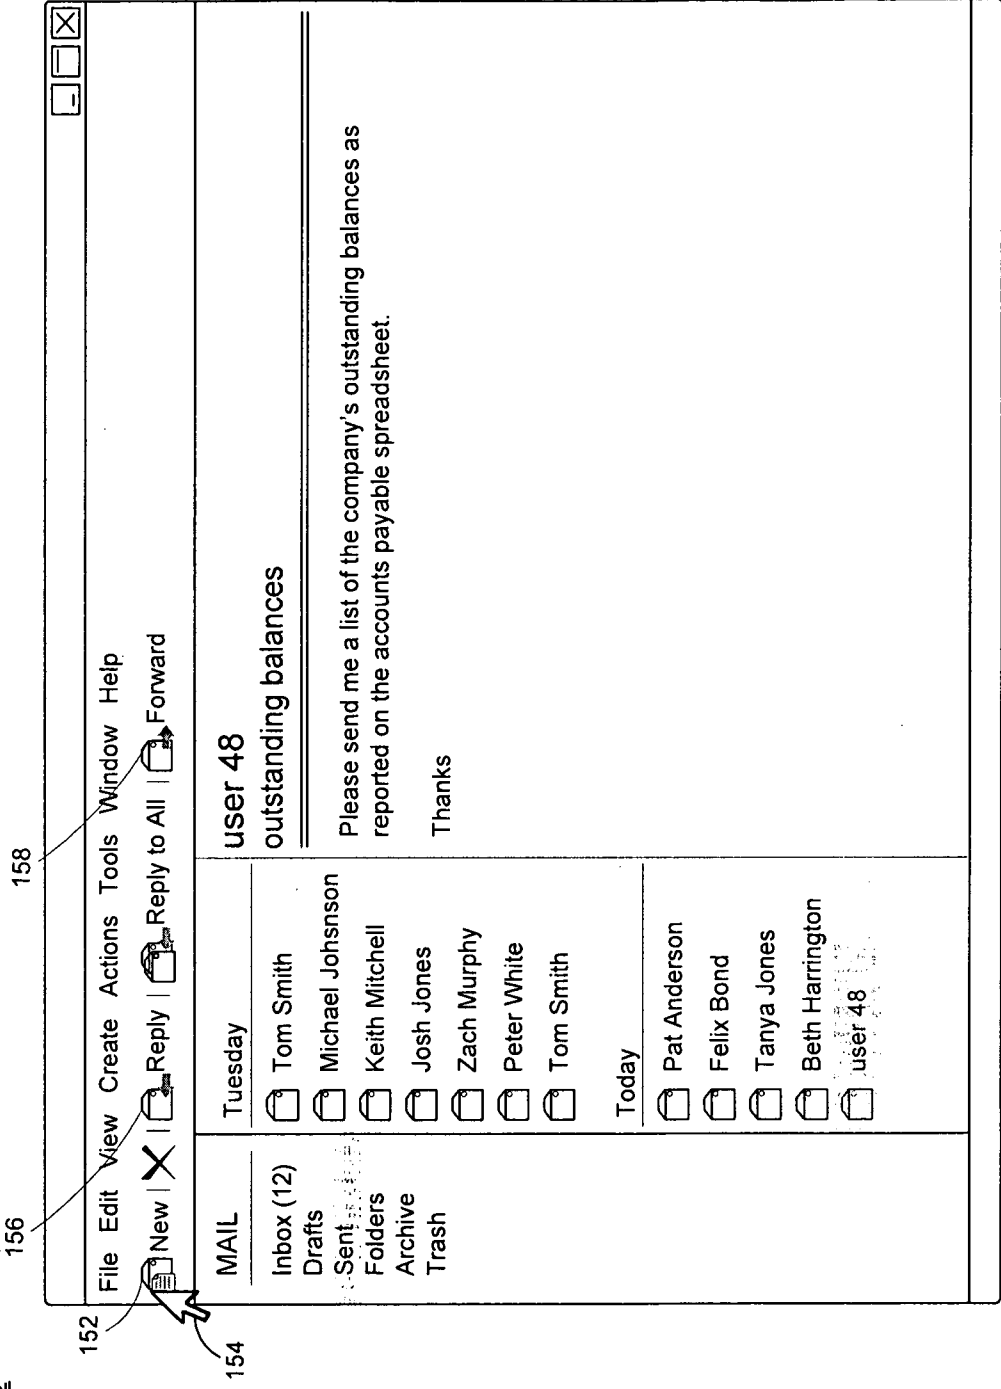 158
156
152
154
File Edit View Create Actions Tools Window Help
New | X | Reply | Reply to All | Forward
MAIL
Inbox (12)
Drafts
Sent
Folders
Archive
Trash
Tuesday
Tom Smith
Michael Johsnson
Keith Mitchell
Josh Jones
Zach Murphy
Peter White
Tom Smith
Today
Pat Anderson
Felix Bond
Tanya Jones
Beth Harrington
user 48
user 48
outstanding balances
Please send me a list of the company's outstanding balances as
reported on the accounts payable spreadsheet.
Thanks